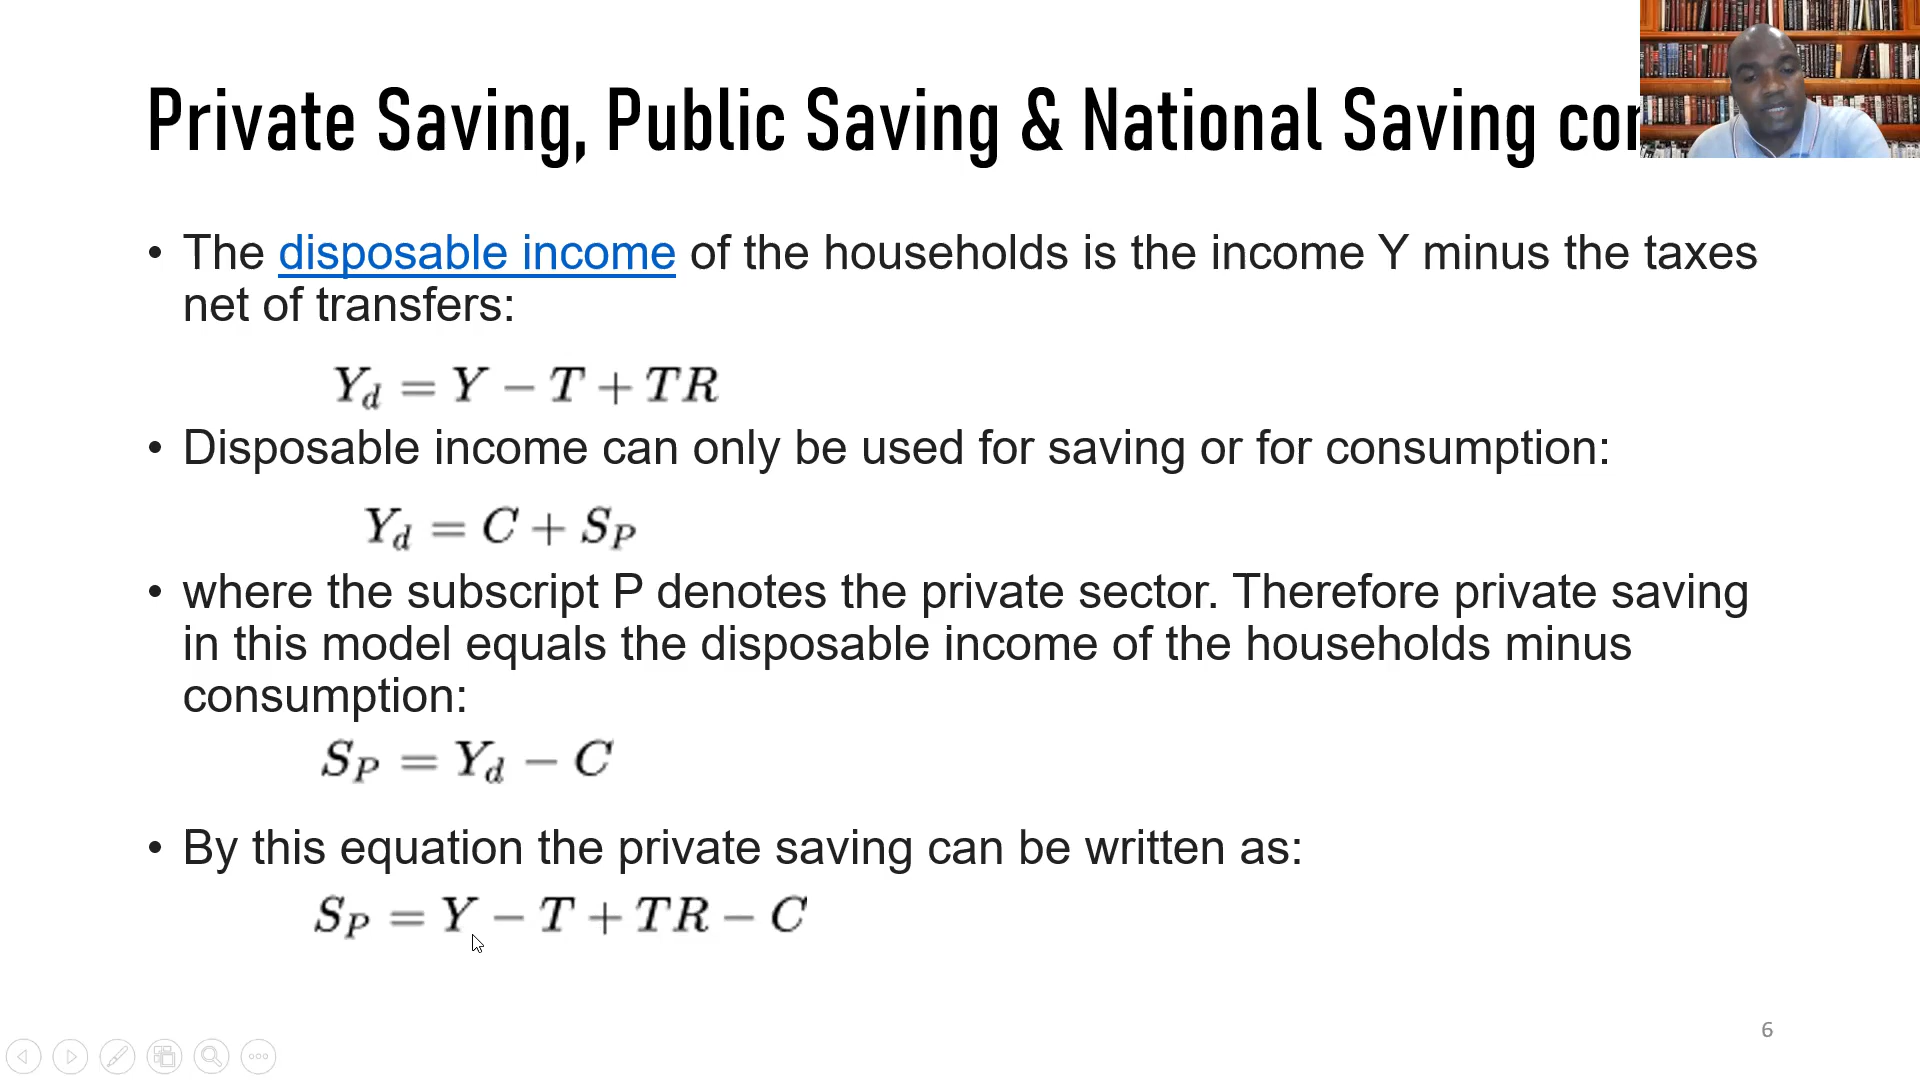 Private Saving, Public Saving & National Saving
• The disposable income of the households is the income Y minus the taxes
net of transfers:
Y_d = Y − T + TR
• Disposable income can only be used for saving or for consumption:
Y_d = C + S_P
• where the subscript P denotes the private sector. Therefore private saving
in this model equals the disposable income of the households minus
consumption:
S_P = Y_d − C
• By this equation the private saving can be written as:
S_P = Y − T + TR − C
6